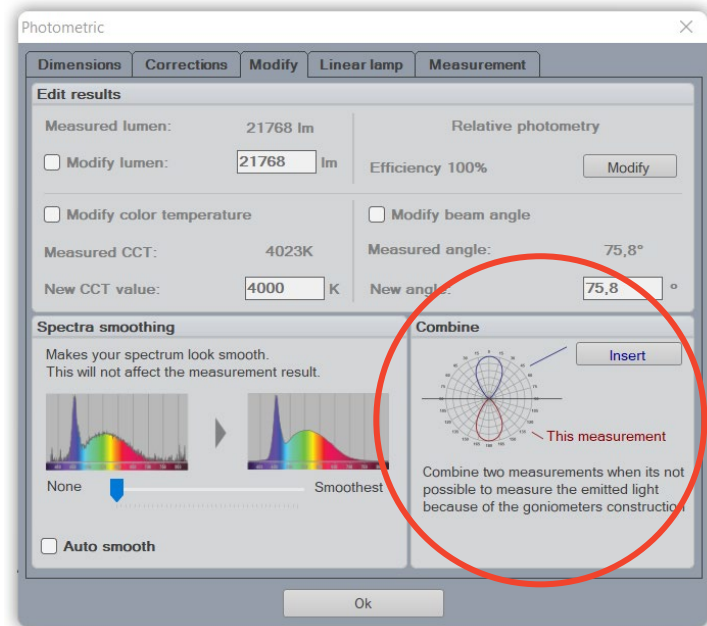 Photometric
Dimensions Corrections Modify Linear lamp Measurement
Edit results
Measured lumen: 21768 lm
Relative photometry
Modify lumen: 21768 lm
Efficiency 100% Modify
Modify color temperature
Modify beam angle
Measured CCT: 4023K
Measured angle: 75,8°
New CCT value: 4000 K
New angle: 75,8 °
Spectra smoothing
Makes your spectrum look smooth.
This will not affect the measurement result.
None Smoothest
Auto smooth
Combine
Insert
This measurement
Combine two measurements when its not
possible to measure the emitted light
because of the goniometers construction
Ok